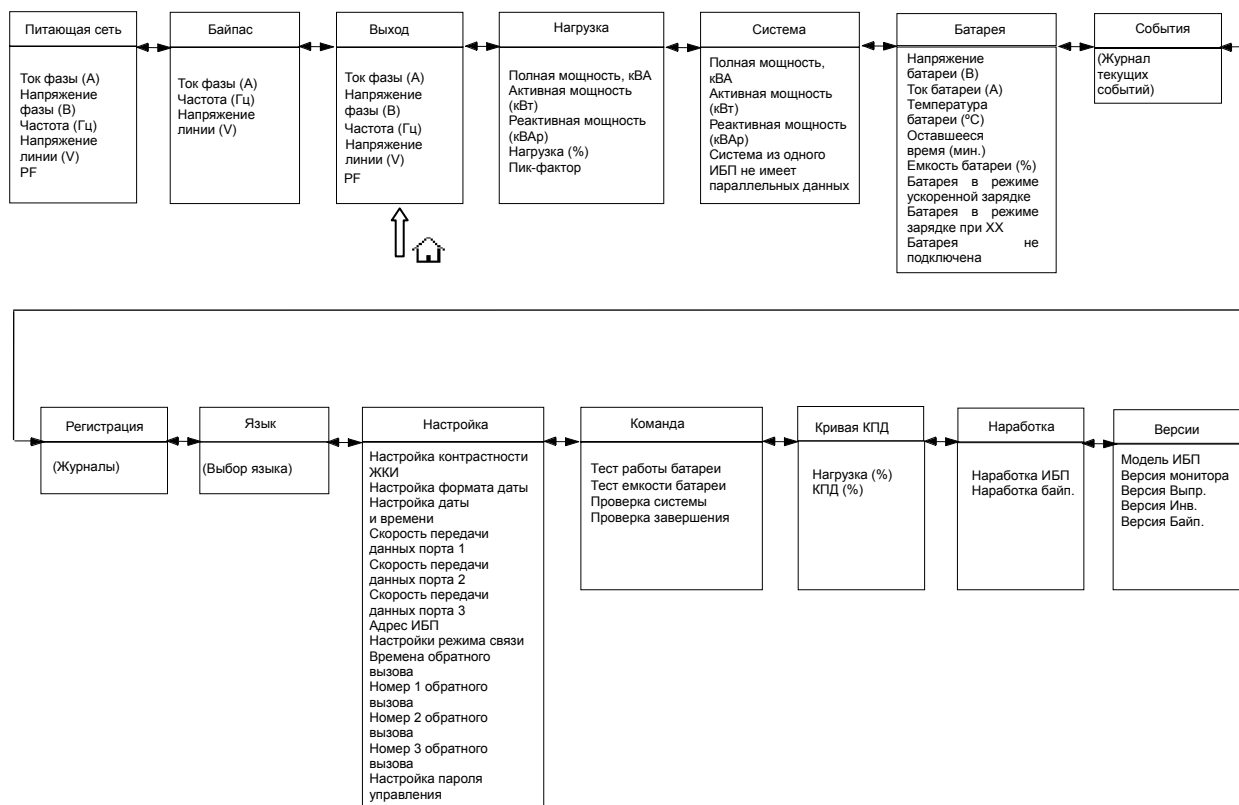 Питающая сеть
Ток фазы (А)
Напряжение
фазы (В)
Частота (Гц)
Напряжение
линии (V)
PF
Байпас
Ток фазы (А)
Частота (Гц)
Напряжение
линии (V)
Выход
Ток фазы (А)
Напряжение
фазы (В)
Частота (Гц)
Напряжение
линии (V)
PF
Нагрузка
Полная мощность, кВА
Активная мощность
(кВт)
Реактивная мощность
(кВАр)
Нагрузка (%)
Пик-фактор
Система
Полная мощность,
кВА
Активная мощность
(кВт)
Реактивная мощность
(кВАр)
Система из одного
ИБП не имеет
параллельных данных
Батарея
Напряжение
батареи (В)
Ток батареи (А)
Температура
батареи (ºC)
Оставшееся
время (мин.)
Емкость батареи (%)
Батарея в режиме
ускоренной зарядке
Батарея в режиме
зарядке при ХХ
Батарея не
подключена
События
(Журнал
текущих
событий)
Регистрация
(Журналы)
Язык
(Выбор языка)
Настройка
Настройка контрастности
ЖКИ
Настройка формата даты
Настройка даты
и времени
Скорость передачи
данных порта 1
Скорость передачи
данных порта 2
Скорость передачи
данных порта 3
Адрес ИБП
Настройки режима связи
Времена обратного
вызова
Номер 1 обратного
вызова
Номер 2 обратного
вызова
Номер 3 обратного
вызова
Настройка пароля
управления
Команда
Тест работы батареи
Тест емкости батареи
Проверка системы
Проверка завершения
Кривая КПД
Нагрузка (%)
КПД (%)
Наработка
Наработка ИБП
Наработка байп.
Версии
Модель ИБП
Версия монитора
Версия Выпр.
Версия Инв.
Версия Байп.